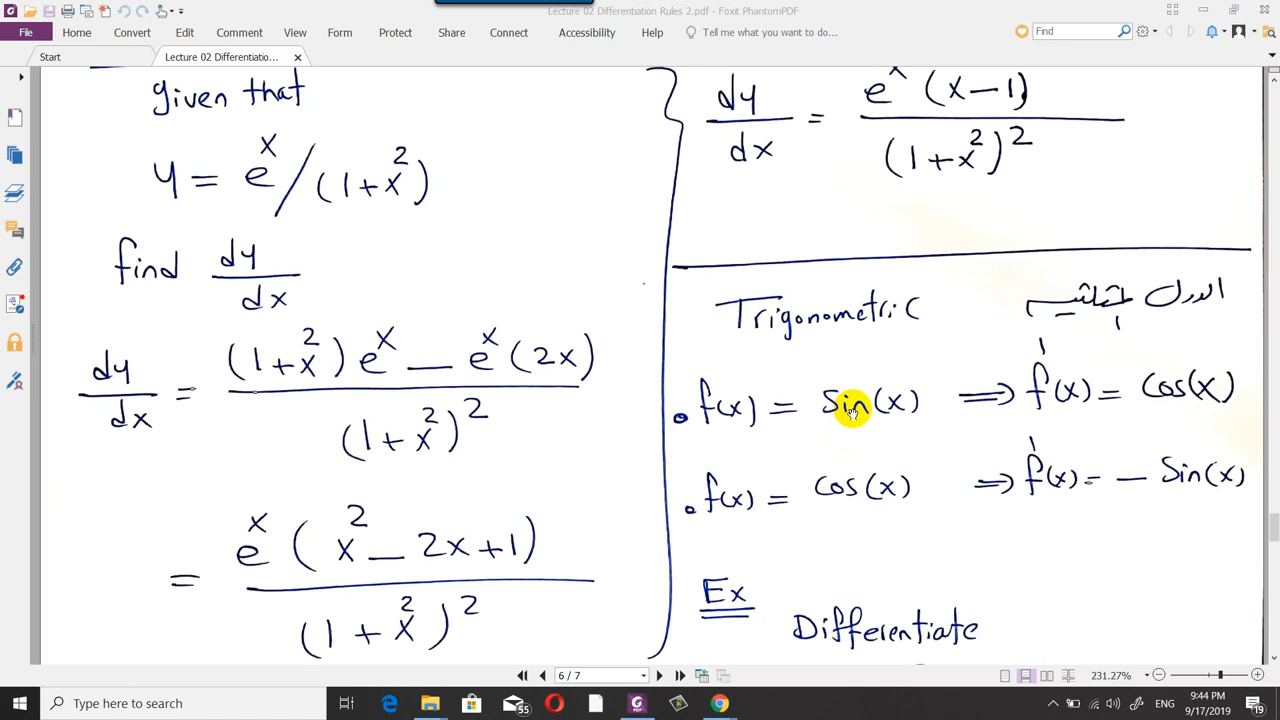 Lecture 02 Differentiation Rules 2.pdf - Foxit PhantomPDF
File Home Convert Edit Comment View Form Protect Share Connect Accessibility Help Tell me what you want to do... Find
Start Lecture 02 Differentiatio...
given that
y = e^x / (1+x^2)
find dy/dx
dy/dx = ((1+x^2) e^x - e^x (2x)) / (1+x^2)^2
= e^x (x^2 - 2x + 1) / (1+x^2)^2
dy/dx = e^x (x-1) / (1+x^2)^2
Trigonometric
• f(x) = Sin(x) ⟹ f'(x) = Cos(x)
• f(x) = Cos(x) ⟹ f'(x) = - Sin(x)
Ex
Differentiate
6 / 7
231.27%
Type here to search
55
9:44 PM
9/17/2019
19